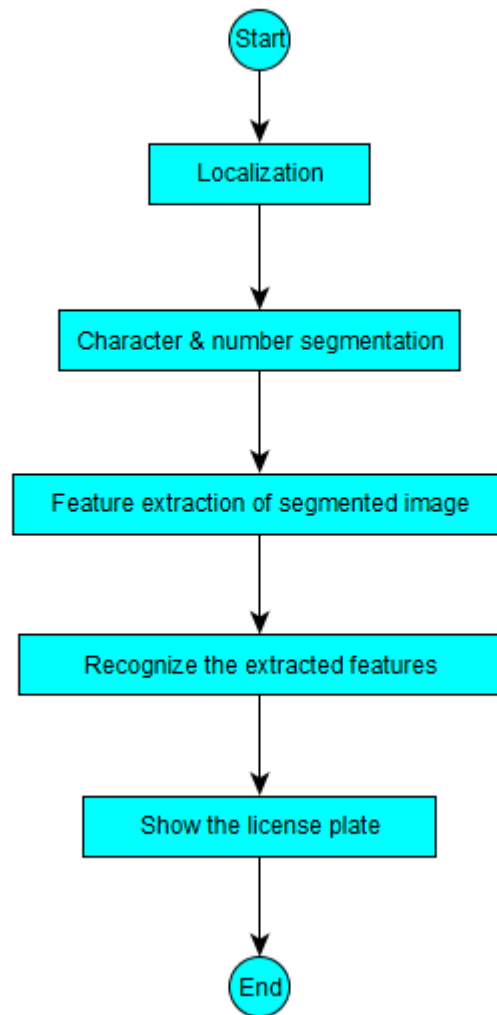 Start
Localization
Character & number segmentation
Feature extraction of segmented image
Recognize the extracted features
Show the license plate
End